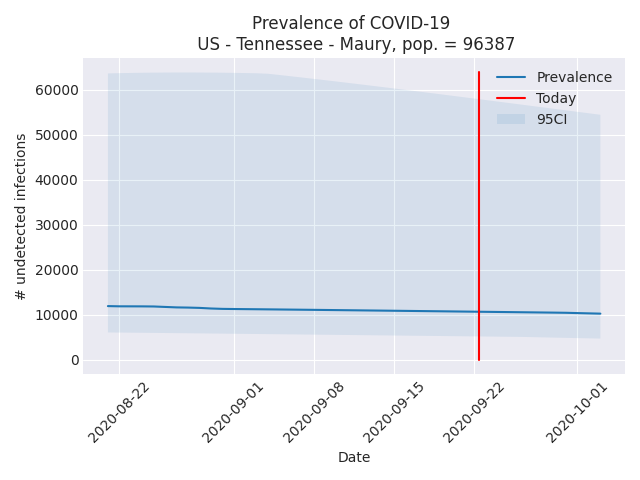 Prevalence of COVID-19
US - Tennessee - Maury, pop. = 96387
Prevalence
Today
95CI
60000
50000
40000
30000
20000
10000
0
# undetected infections
2020-08-22
2020-09-01
2020-09-08
2020-09-15
2020-09-22
2020-10-01
Date